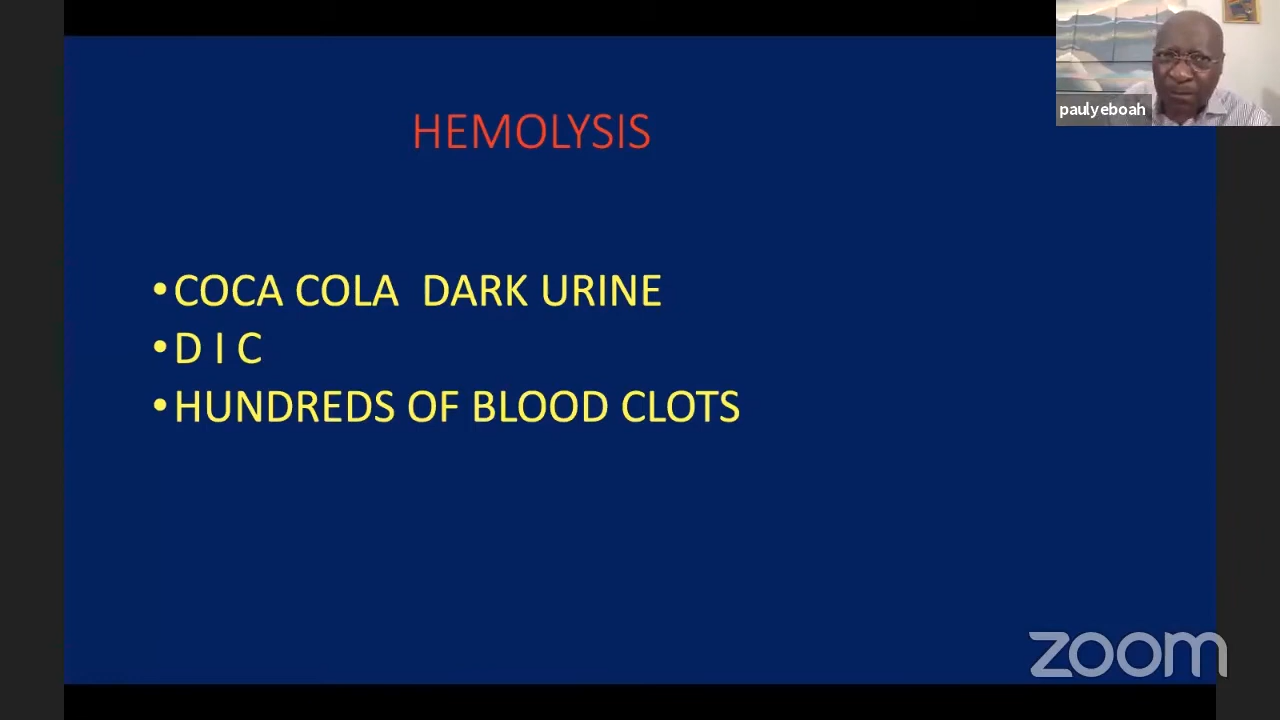 paulyeboah
HEMOLYSIS
•COCA COLA  DARK URINE
•D I C
•HUNDREDS OF BLOOD CLOTS
zoom